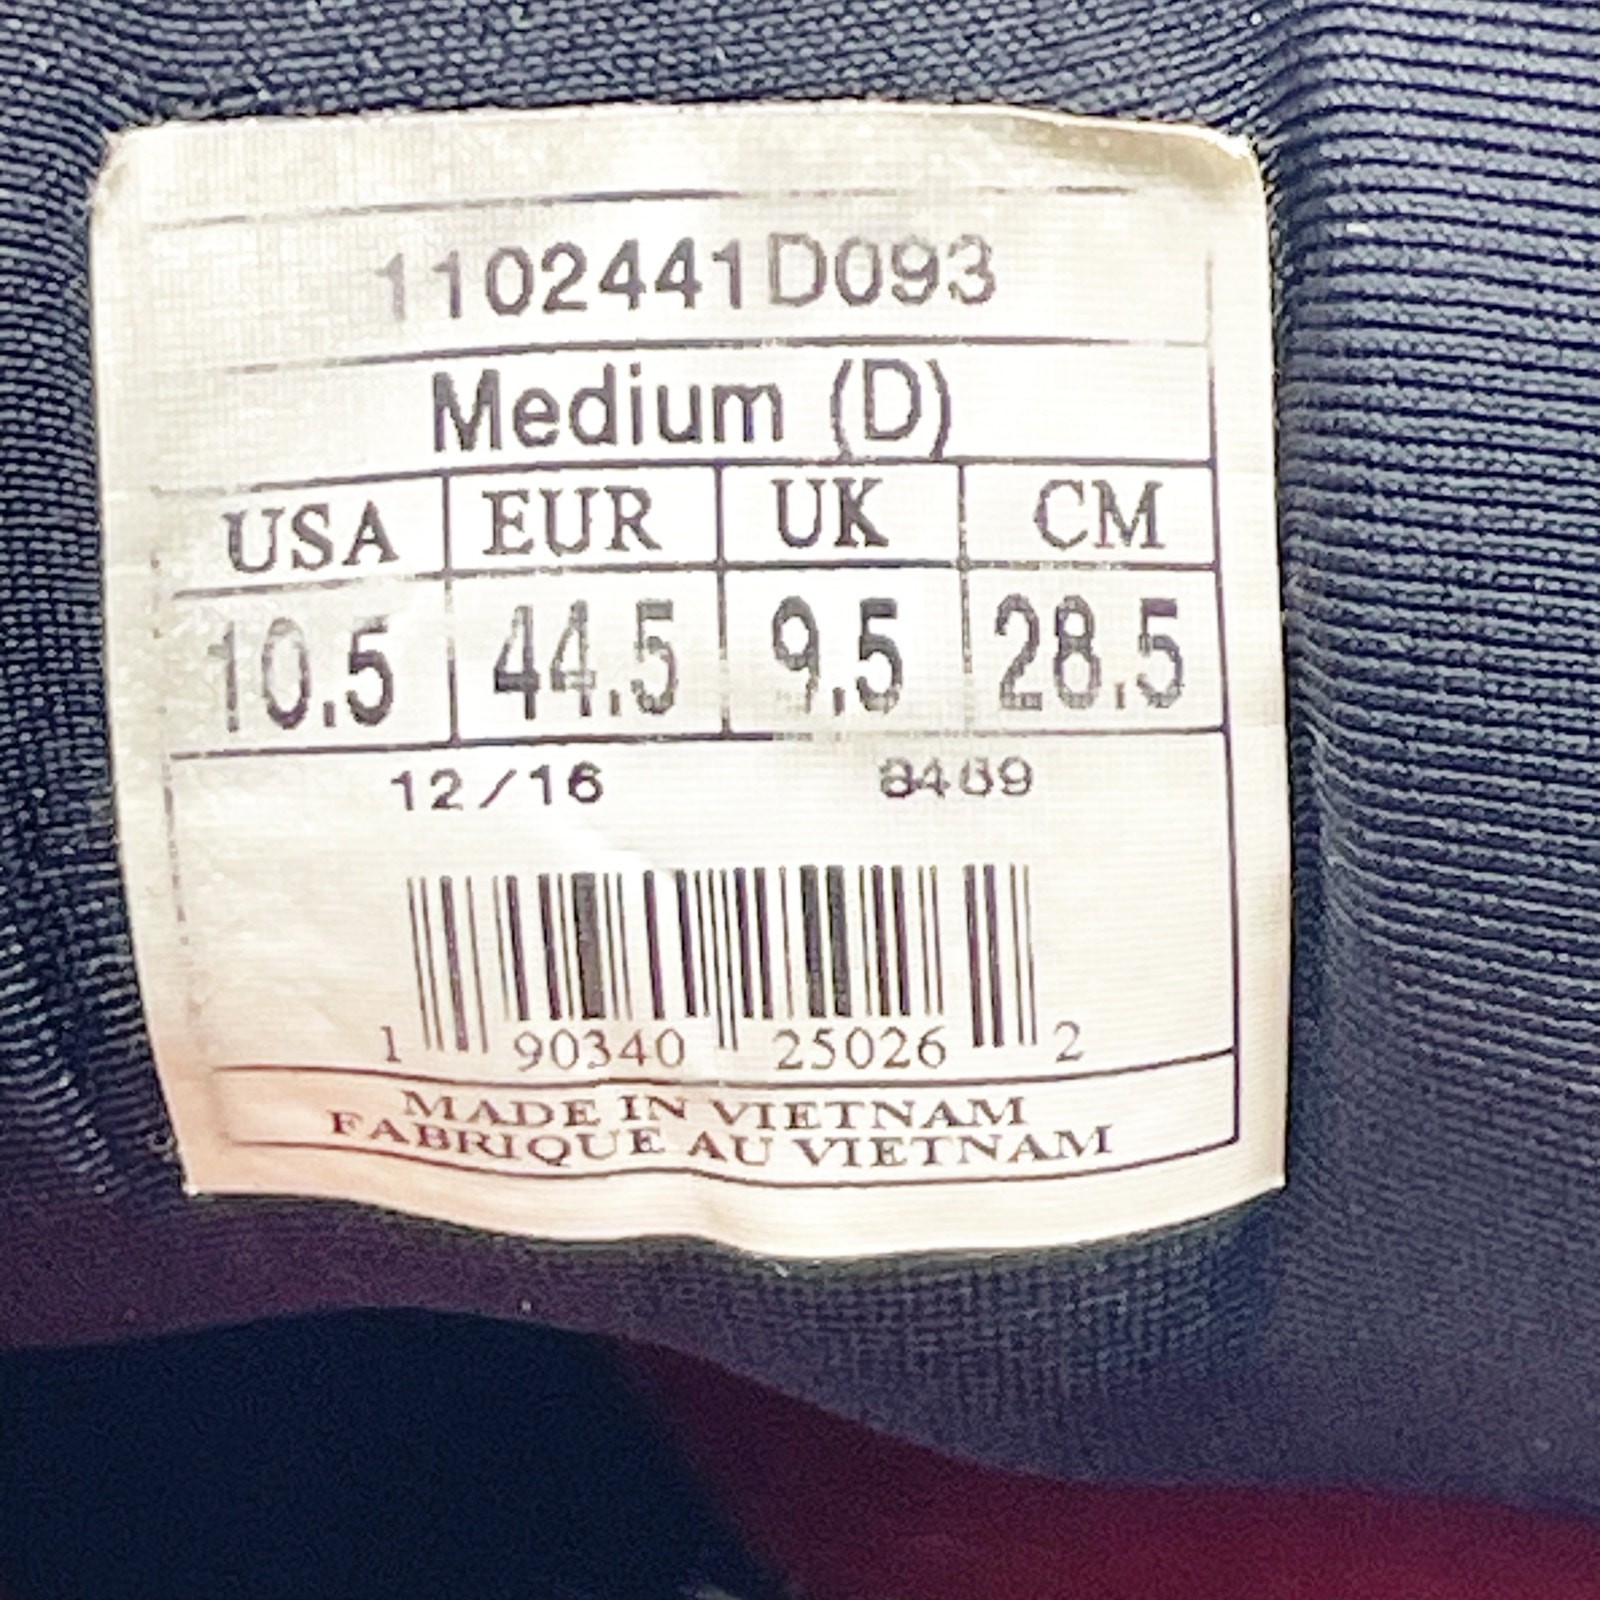 1102441D093
Medium (D)
USA EUR UK CM
10.5 44.5 9.5 28.5
12/16
1 90340 25026 2
MADE IN VIETNAM
FABRIQUE AU VIETNAM